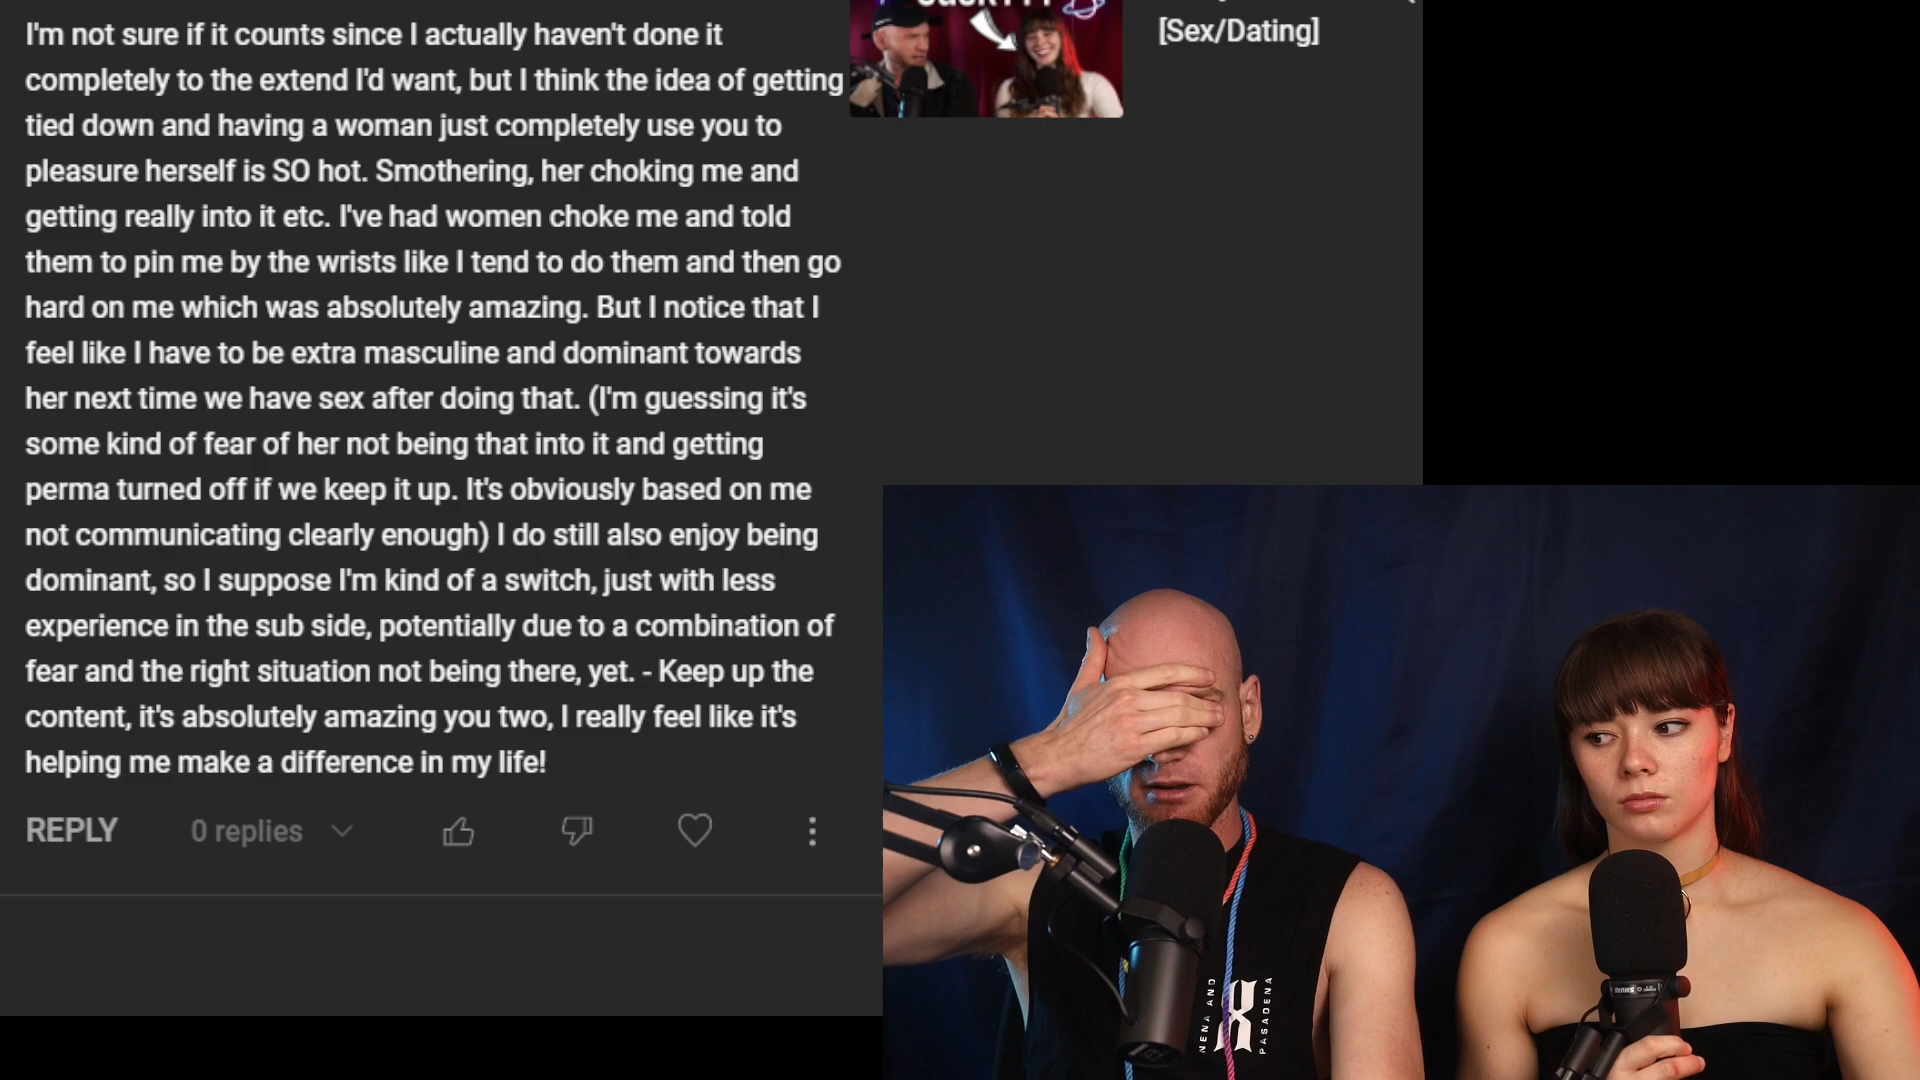 I'm not sure if it counts since I actually haven't done it
completely to the extend I'd want, but I think the idea of getting
tied down and having a woman just completely use you to
pleasure herself is SO hot. Smothering, her choking me and
getting really into it etc. I've had women choke me and told
them to pin me by the wrists like I tend to do them and then go
hard on me which was absolutely amazing. But I notice that I
feel like I have to be extra masculine and dominant towards
her next time we have sex after doing that. (I'm guessing it's
some kind of fear of her not being that into it and getting
perma turned off if we keep it up. It's obviously based on me
not communicating clearly enough) I do still also enjoy being
dominant, so I suppose I'm kind of a switch, just with less
experience in the sub side, potentially due to a combination of
fear and the right situation not being there, yet. - Keep up the
content, it's absolutely amazing you two, I really feel like it's
helping me make a difference in my life!
REPLY 0 replies
[Sex/Dating]
NENA AND
PASADENA
SHURE